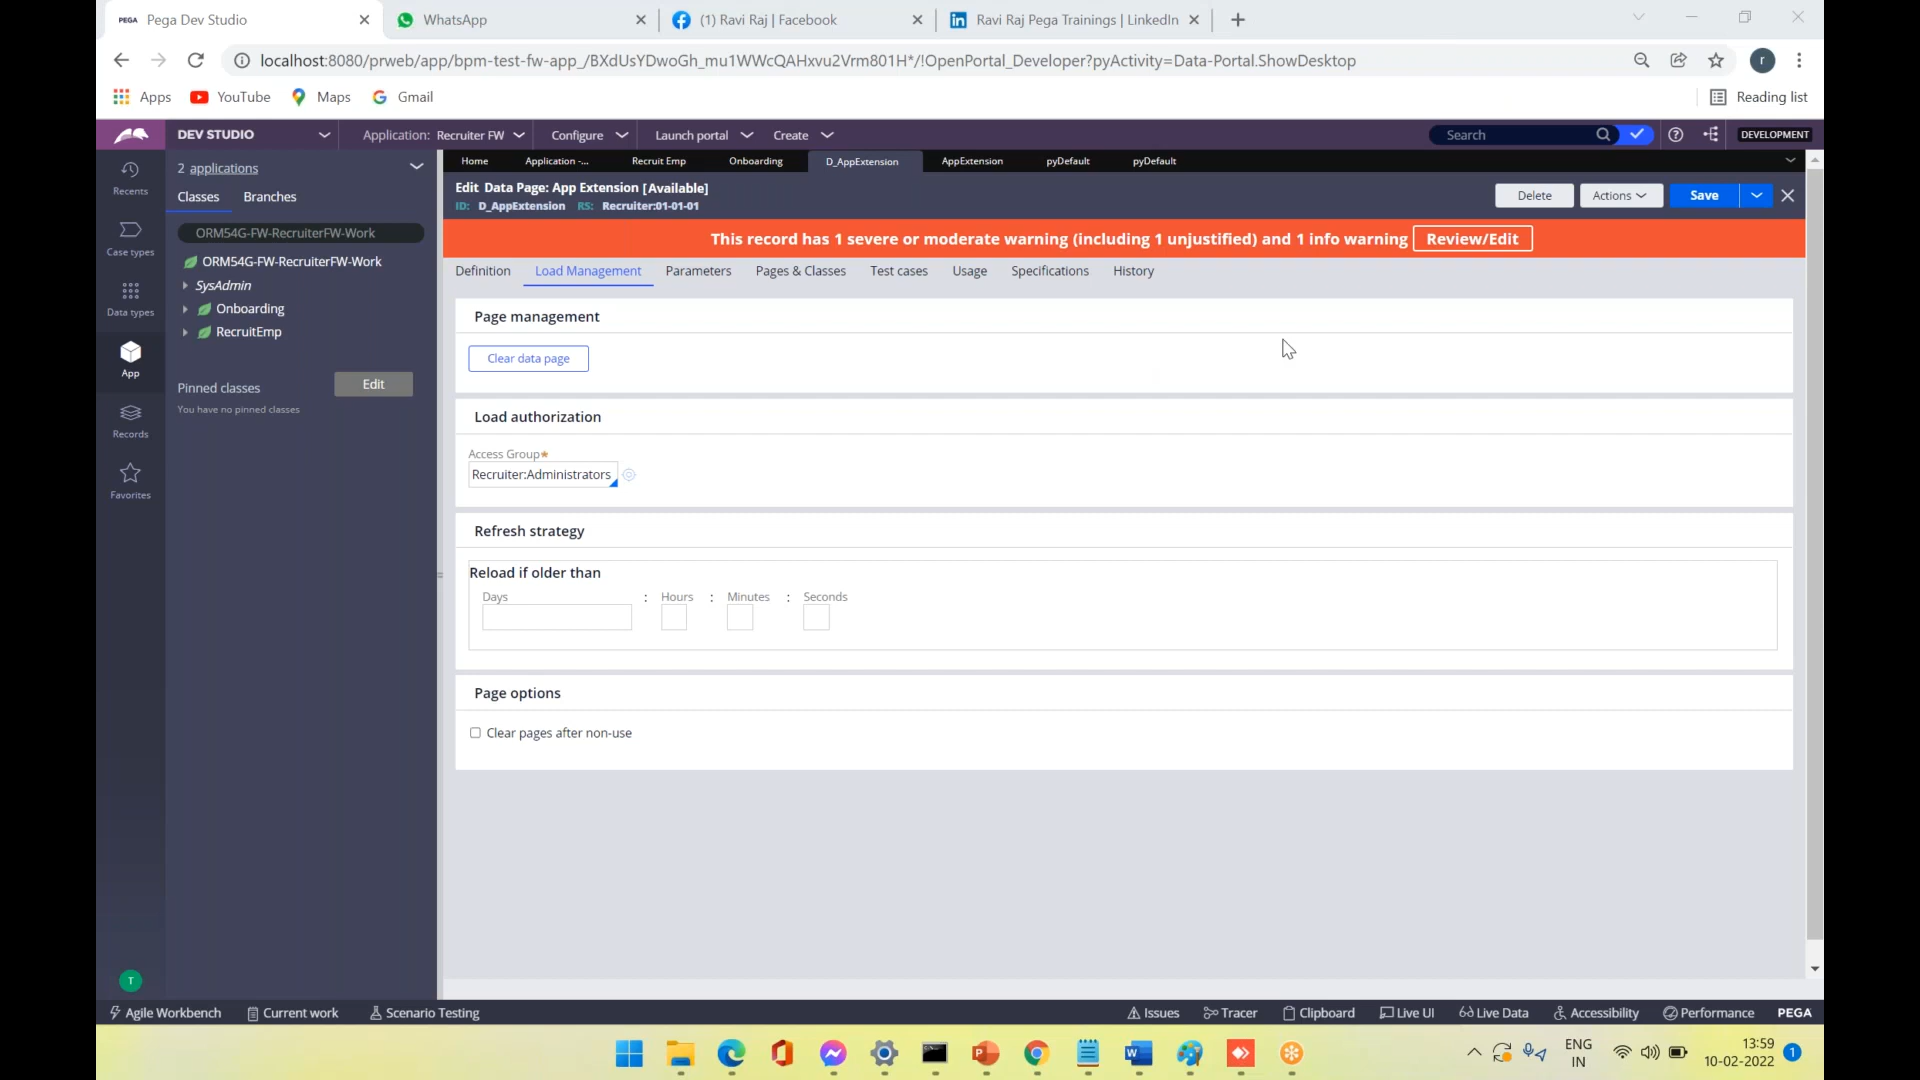 PEGA Pega Dev Studio
WhatsApp
(1) Ravi Raj | Facebook
in Ravi Raj Pega Trainings | LinkedIn
localhost:8080/prweb/app/bpm-test-fw-app_/BXdUsYDwoGh_mu1WWcQAHxvu2Vrm801H*/!OpenPortal_Developer?pyActivity=Data-Portal.ShowDesktop
r
Apps YouTube Maps Gmail
Reading list
DEV STUDIO
Application: Recruiter FW
Configure
Launch portal
Create
Search
DEVELOPMENT
Recents
Case types
Data types
App
Records
Favorites
T
2 applications
Classes Branches
ORM54G-FW-RecruiterFW-Work
ORM54G-FW-RecruiterFW-Work
SysAdmin
Onboarding
RecruitEmp
Pinned classes
Edit
You have no pinned classes
Home Application -... Recruit Emp Onboarding D_AppExtension AppExtension pyDefault pyDefault
Edit Data Page: App Extension [Available]
ID: D_AppExtension RS: Recruiter:01-01-01
Delete Actions Save
This record has 1 severe or moderate warning (including 1 unjustified) and 1 info warning Review/Edit
Definition Load Management Parameters Pages & Classes Test cases Usage Specifications History
Page management
Clear data page
Load authorization
Access Group*
Recruiter:Administrators
Refresh strategy
Reload if older than
Days : Hours : Minutes : Seconds
Page options
Clear pages after non-use
Agile Workbench Current work Scenario Testing
Issues Tracer Clipboard Live UI Live Data Accessibility Performance PEGA
ENG
IN
13:59
10-02-2022
1